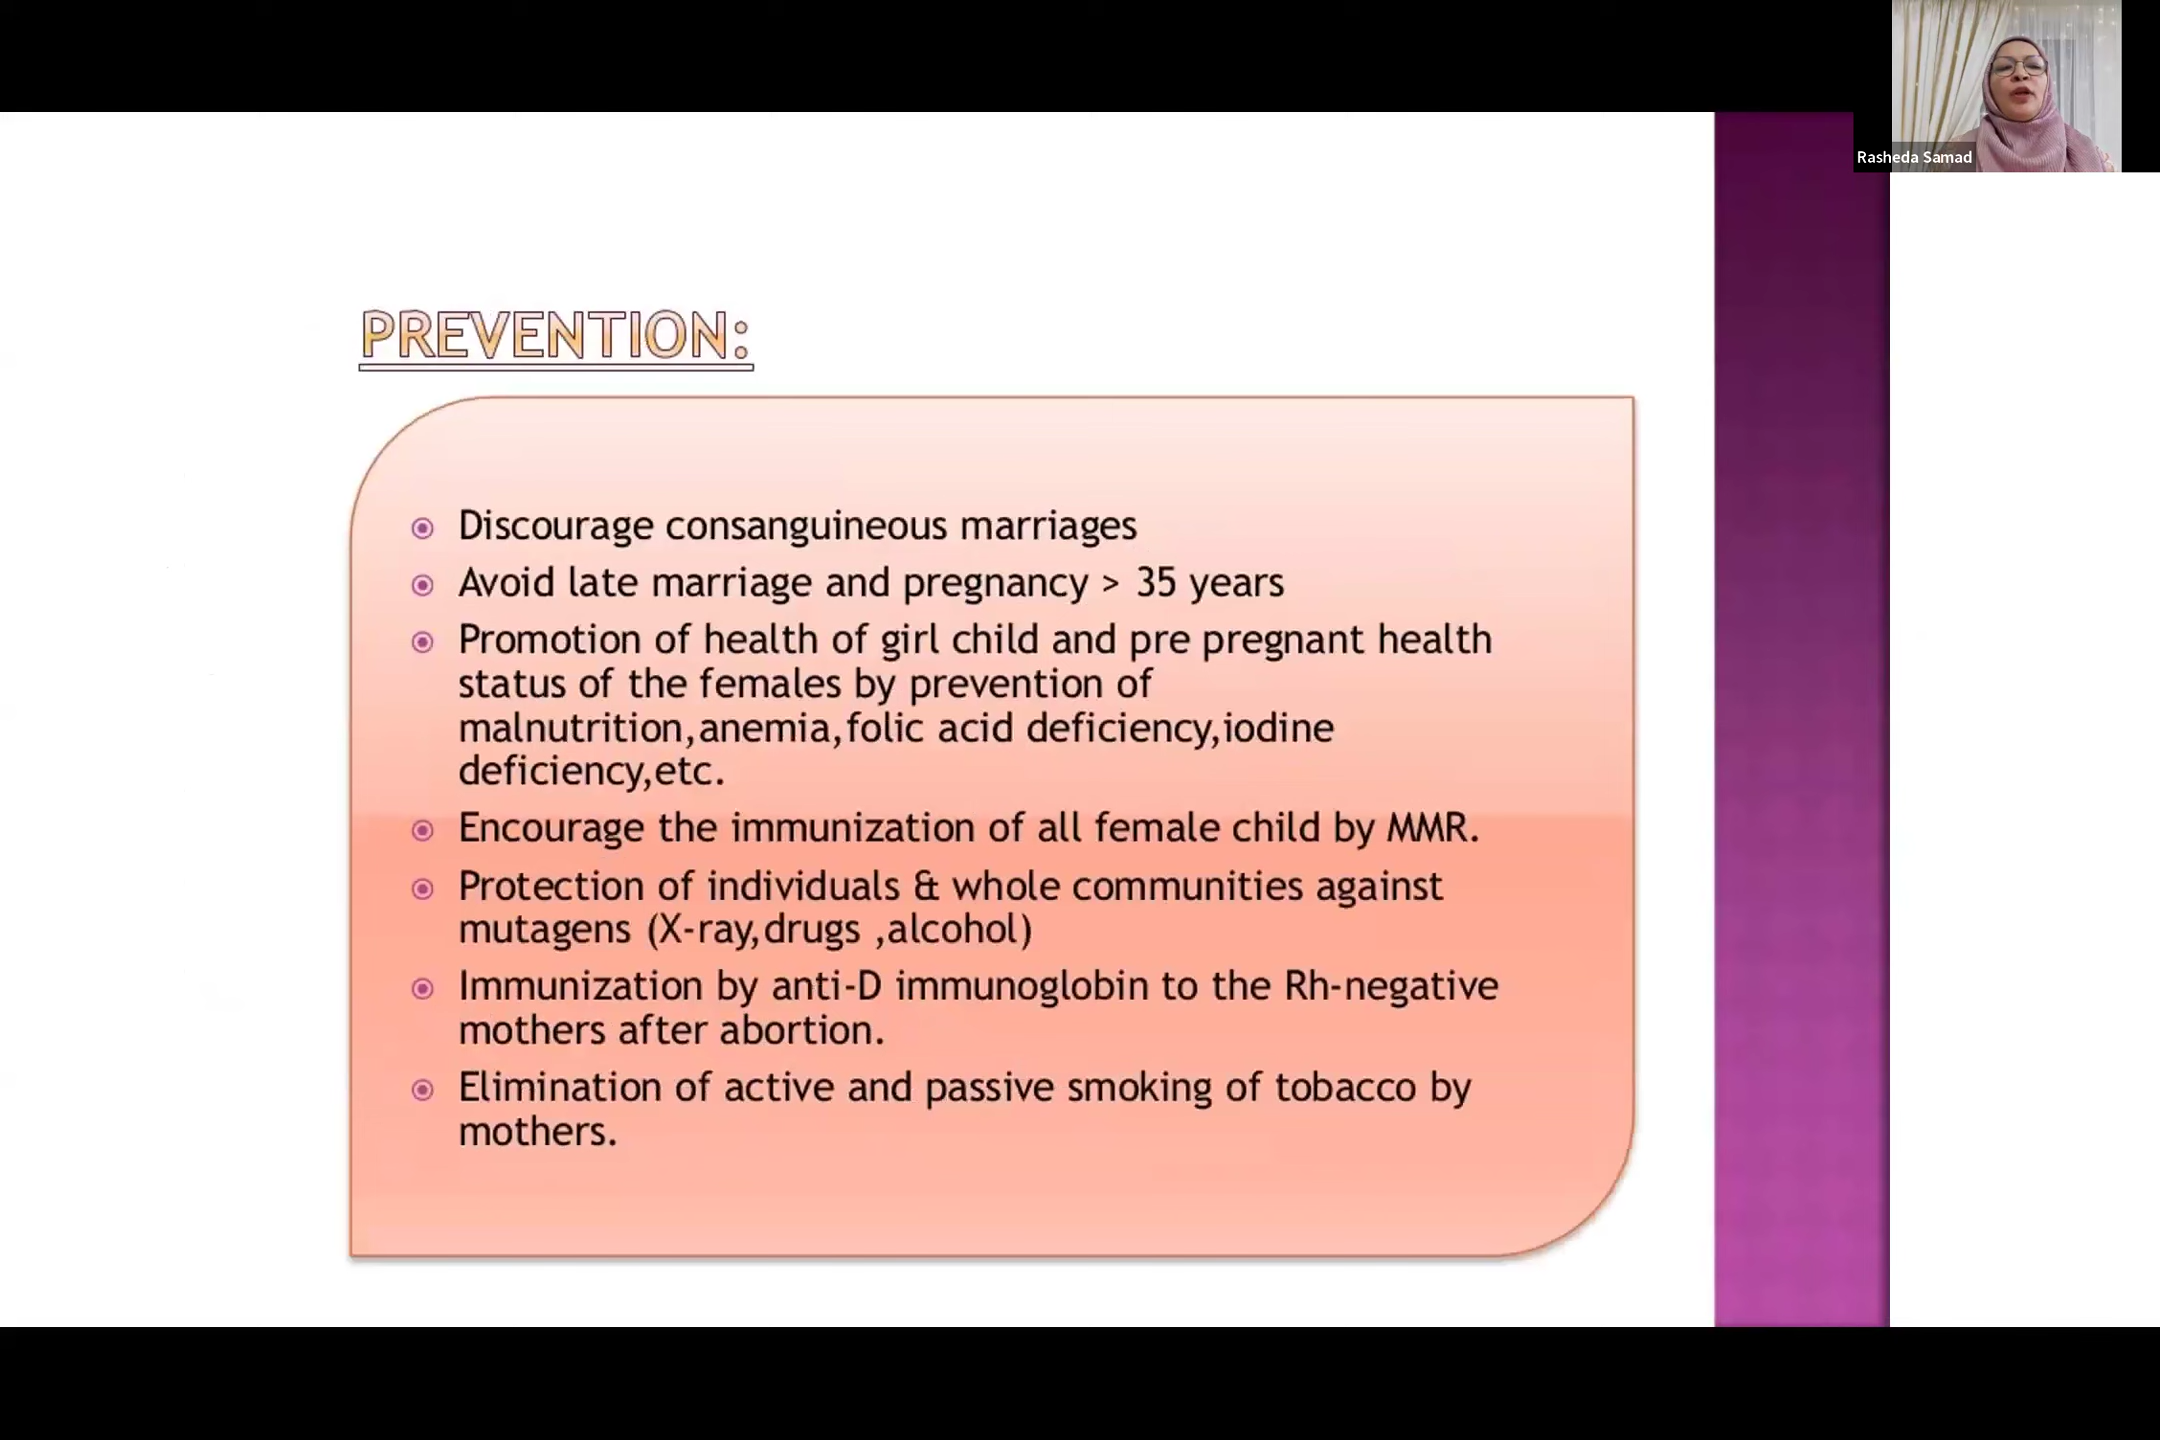 Rasheda Samad
PREVENTION:
Discourage consanguineous marriages
Avoid late marriage and pregnancy > 35 years
Promotion of health of girl child and pre pregnant health
status of the females by prevention of
malnutrition,anemia,folic acid deficiency,iodine
deficiency,etc.
Encourage the immunization of all female child by MMR.
Protection of individuals & whole communities against
mutagens (X-ray,drugs ,alcohol)
Immunization by anti-D immunoglobin to the Rh-negative
mothers after abortion.
Elimination of active and passive smoking of tobacco by
mothers.